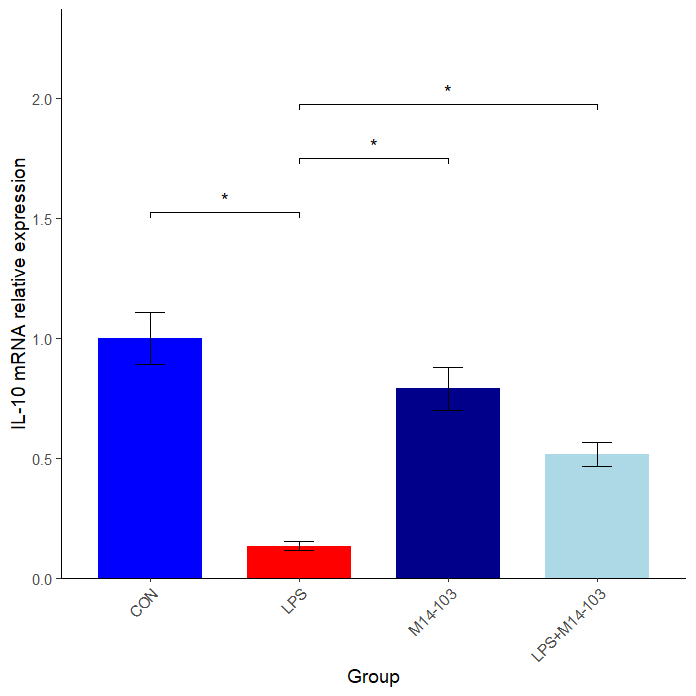 *
*
*
2.0
1.5
1.0
0.5
0.0
IL-10 mRNA relative expression
CON
LPS
M14-103
LPS+M14-103
Group